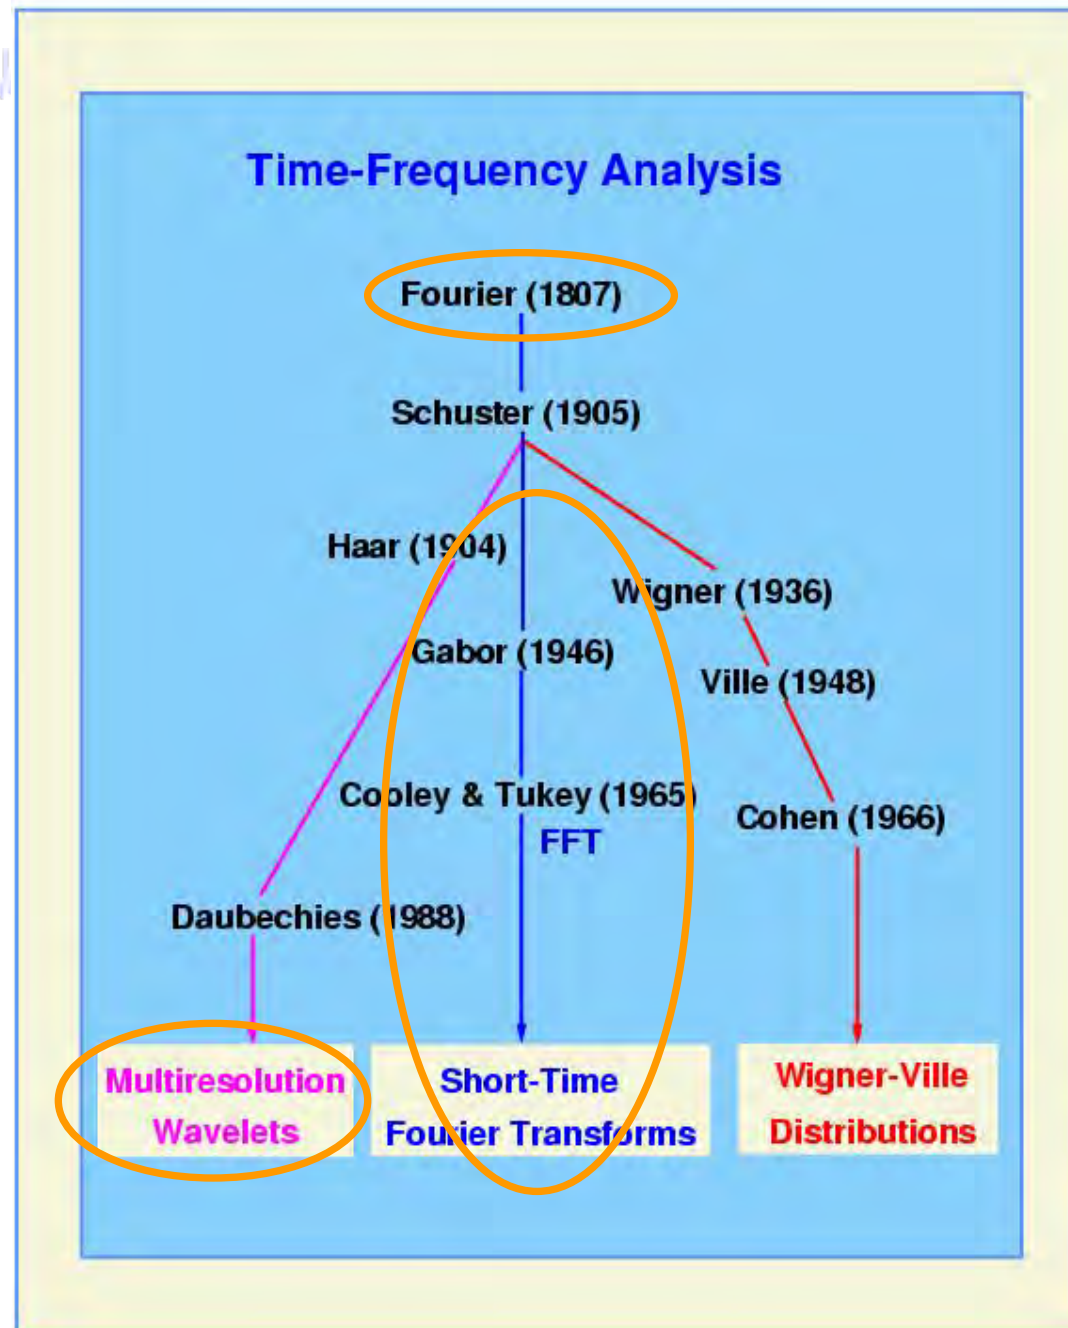 Time-Frequency Analysis
Fourier (1807)
Schuster (1905)
Haar (1904)
Wigner (1936)
Gabor (1946)
Ville (1948)
Cooley & Tukey (1965)
Cohen (1966)
FFT
Daubechies (1988)
Multiresolution
Wavelets
Short-Time
Fourier Transforms
Wigner-Ville
Distributions